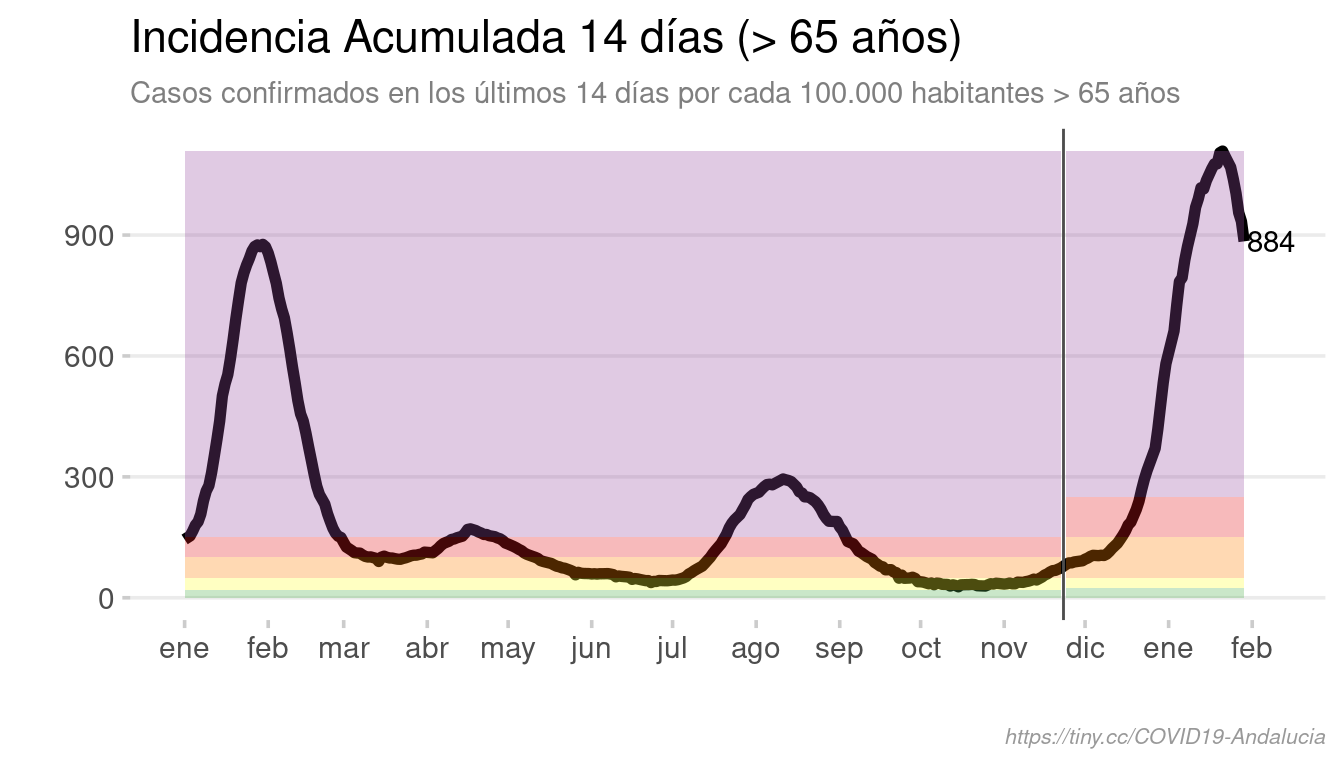 Incidencia Acumulada 14 días (> 65 años)
Casos confirmados en los últimos 14 días por cada 100.000 habitantes > 65 años
900
600
300
0
884
ene feb mar abr may jun jul ago sep oct nov dic ene feb
https://tiny.cc/COVID19-Andalucia